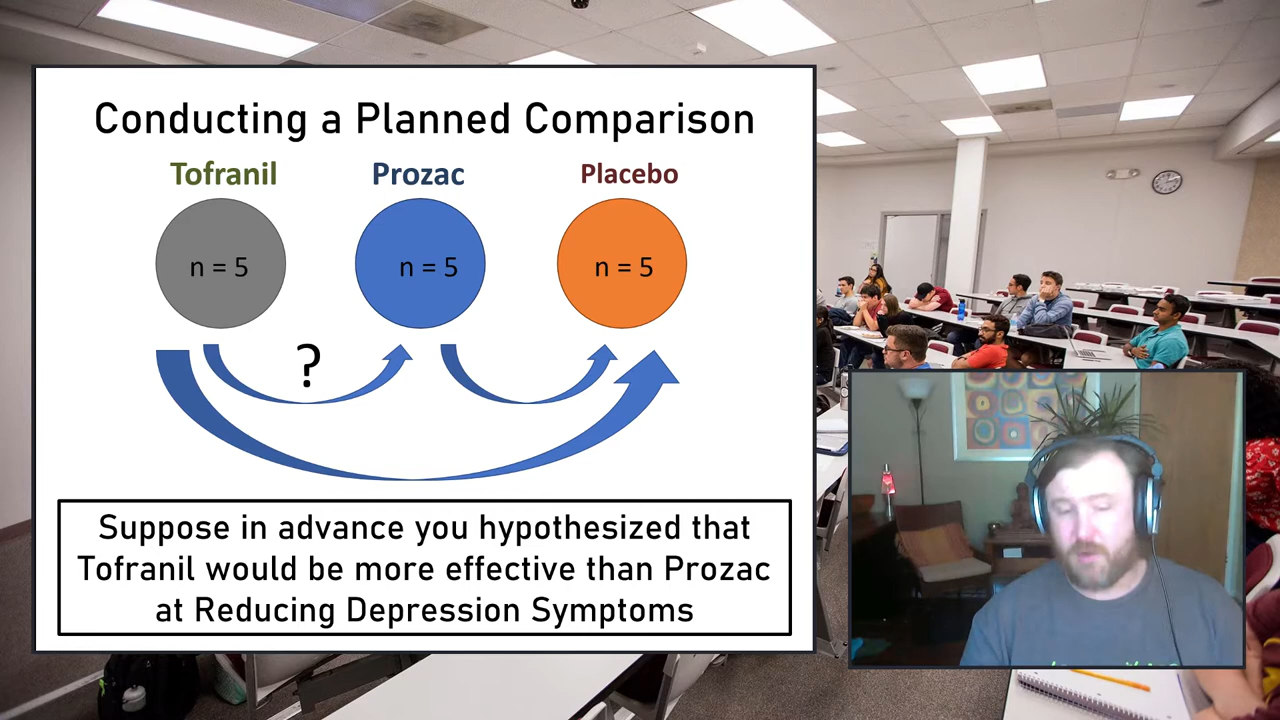 Conducting a Planned Comparison
Tofranil Prozac Placebo
n = 5 n = 5 n = 5
?
Suppose in advance you hypothesized that
Tofranil would be more effective than Prozac
at Reducing Depression Symptoms